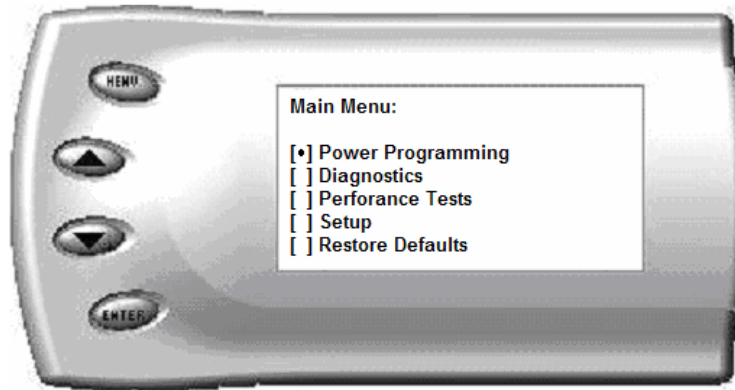 MENU
Main Menu:
[•] Power Programming
[ ] Diagnostics
[ ] Perforance Tests
[ ] Setup
[ ] Restore Defaults
ENTER